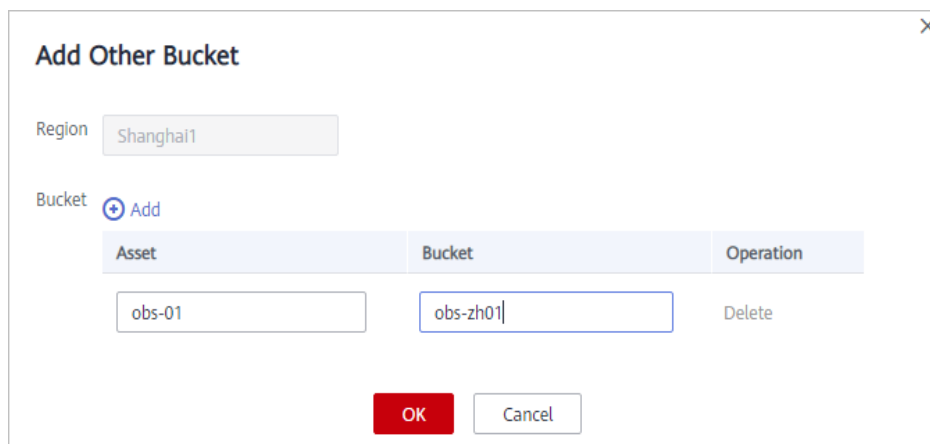 Add Other Bucket
Region Shanghai1
Bucket Add
Asset Bucket Operation
obs-01 obs-zh01 Delete
OK Cancel